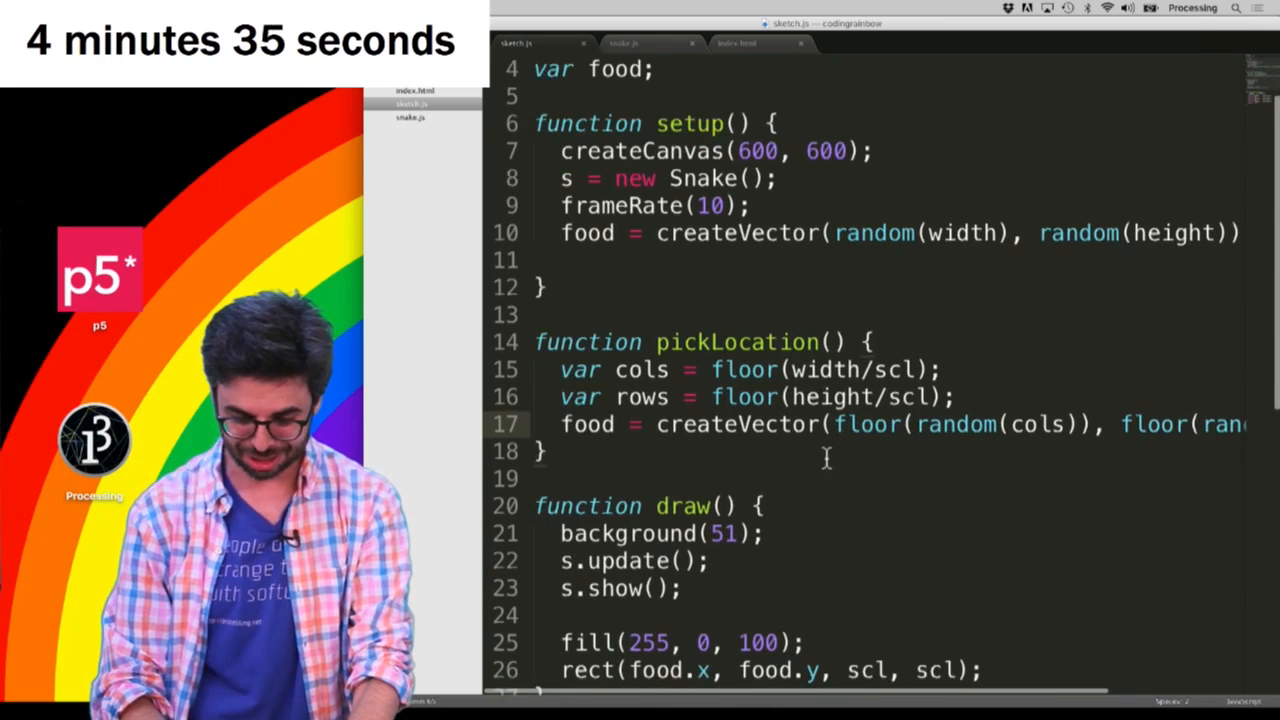 4 minutes 35 seconds
Processing
sketch.js — codingrainbow
sketch.js
snake.js
index.html
index.html
sketch.js
snake.js
4 var food;
5
6 function setup() {
7 createCanvas(600, 600);
8 s = new Snake();
9 frameRate(10);
10 food = createVector(random(width), random(height))
11
12 }
13
14 function pickLocation() {
15 var cols = floor(width/scl);
16 var rows = floor(height/scl);
17 food = createVector(floor(random(cols)), floor(ran
18 }
19
20 function draw() {
21 background(51);
22 s.update();
23 s.show();
24
25 fill(255, 0, 100);
26 rect(food.x, food.y, scl, scl);
p5*
p5
Processing
with softw
Spaces: 2
JavaScript